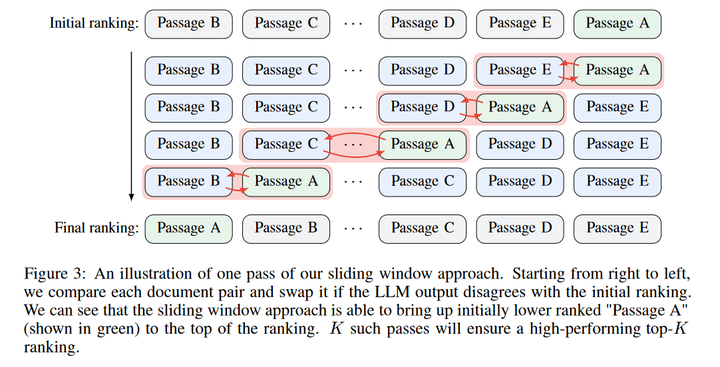 Initial ranking: Passage B Passage C ... Passage D Passage E Passage A
Passage B Passage C ... Passage D Passage E Passage A
Passage B Passage C ... Passage D Passage A Passage E
Passage B Passage C ... Passage A Passage D Passage E
Passage B Passage A ... Passage C Passage D Passage E
Final ranking: Passage A Passage B ... Passage C Passage D Passage E
Figure 3: An illustration of one pass of our sliding window approach. Starting from right to left,
we compare each document pair and swap it if the LLM output disagrees with the initial ranking.
We can see that the sliding window approach is able to bring up initially lower ranked "Passage A"
(shown in green) to the top of the ranking. K such passes will ensure a high-performing top-K
ranking.